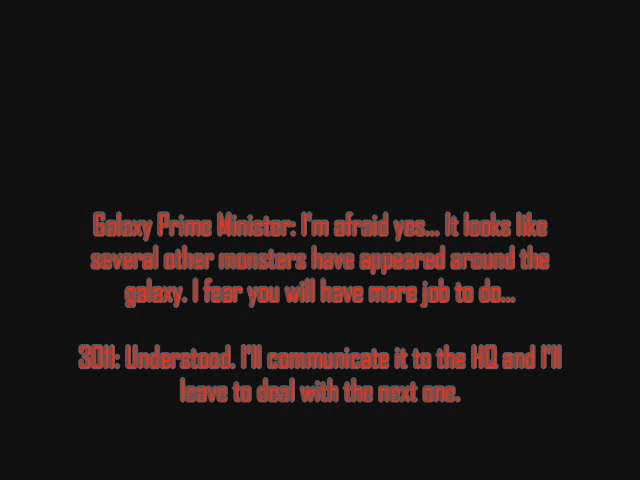 Galaxy Prime Minister: I'm afraid yes... It looks like
several other monsters have appeared around the
galaxy. I fear you will have more job to do...
3011: Understood. I'll communicate it to the HQ and I'll
leave to deal with the next one.